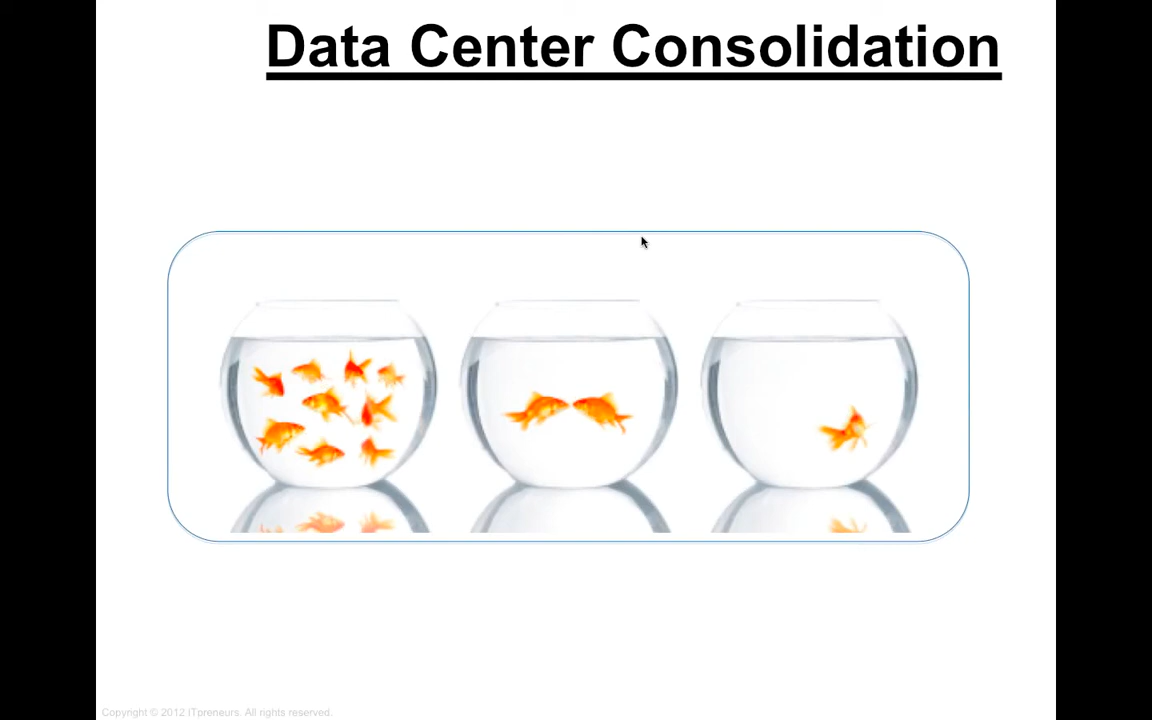 Data Center Consolidation
Copyright © 2012 ITpreneurs. All rights reserved.